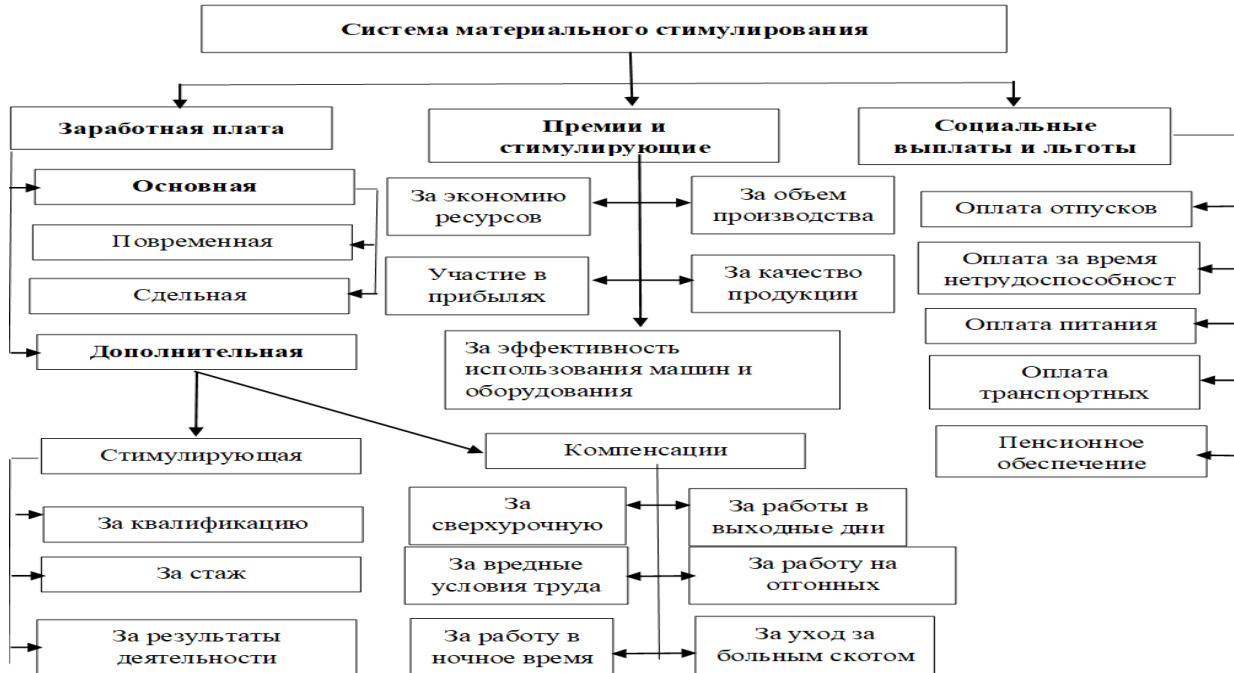 Система материального стимулирования
Заработная плата
Премии и
стимулирующие
Социальные
выплаты и льготы
Основная
Повременная
Сдельная
Дополнительная
За экономию
ресурсов
За объем
производства
Участие в
прибылях
За качество
продукции
За эффективность
использования машин и
оборудования
Оплата отпусков
Оплата за время
нетрудоспособност
Оплата питания
Оплата
транспортных
Пенсионное
обеспечение
Стимулирующая
За квалификацию
За стаж
За результаты
деятельности
Компенсации
За
сверхурочную
За работы в
выходные дни
За вредные
условия труда
За работу на
отгонных
За работу в
ночное время
За уход за
больным скотом